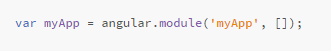 var myApp = angular.module('myApp', []);